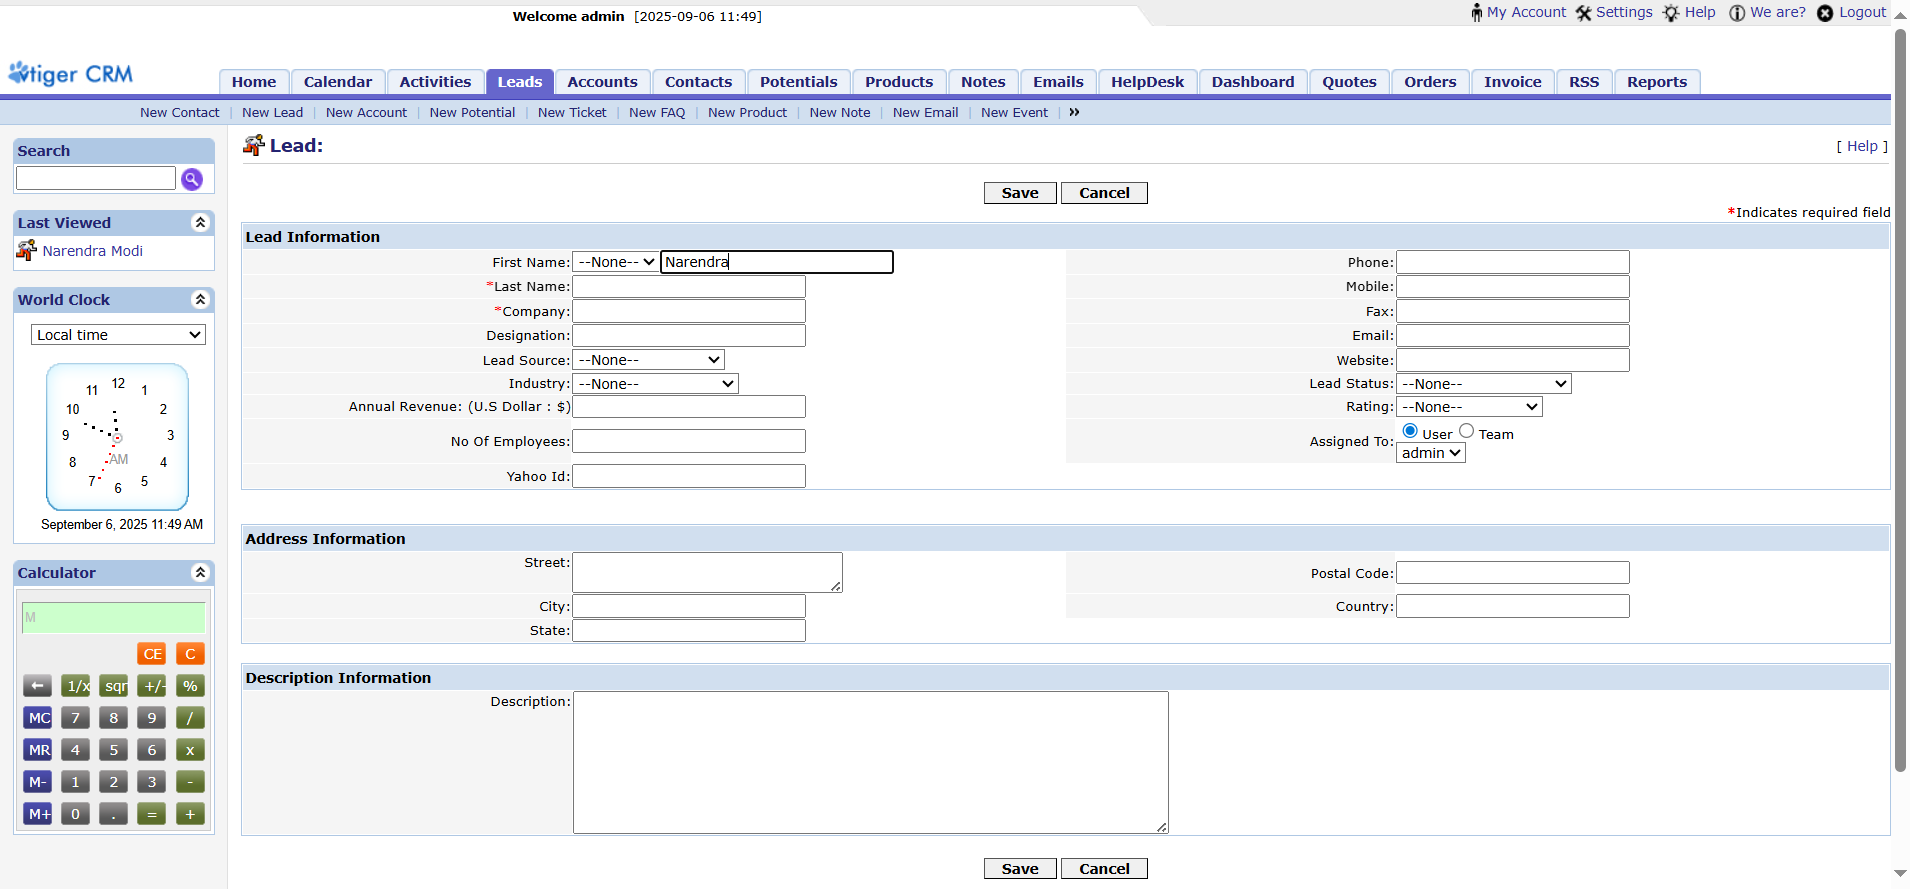 Welcome admin [2025-09-06 11:49]
My Account Settings Help We are? Logout
vtiger CRM
Home Calendar Activities Leads Accounts Contacts Potentials Products Notes Emails HelpDesk Dashboard Quotes Orders Invoice RSS Reports
New Contact | New Lead | New Account | New Potential | New Ticket | New FAQ | New Product | New Note | New Email | New Event | »
Search
Last Viewed
Narendra Modi
World Clock
Local time
12
11 1
10 2
9 3
AM
8 4
7 5
6
September 6, 2025 11:49 AM
Calculator
M
CE C
← 1/x sqr +/- %
MC 7 8 9 /
MR 4 5 6 x
M- 1 2 3 -
M+ 0 . = +
Lead:
[ Help ]
Save Cancel
*Indicates required field
Lead Information
First Name: --None-- Narendra Phone:
*Last Name: Mobile:
*Company: Fax:
Designation: Email:
Lead Source: --None-- Website:
Industry: --None-- Lead Status: --None--
Annual Revenue: (U.S Dollar : $) Rating: --None--
No Of Employees: Assigned To: User Team
admin
Yahoo Id:
Address Information
Street: Postal Code:
City: Country:
State:
Description Information
Description:
Save Cancel